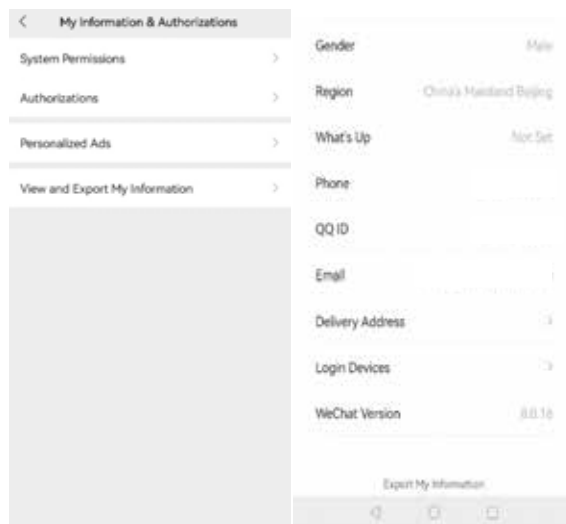 My Information & Authorizations
System Permissions
Authorizations
Personalized Ads
View and Export My Information
Gender Male
Region China's Mainland Beijing
What's Up Not Set
Phone
QQ ID
Email
Delivery Address
Login Devices
WeChat Version 8.0.16
Export My Information